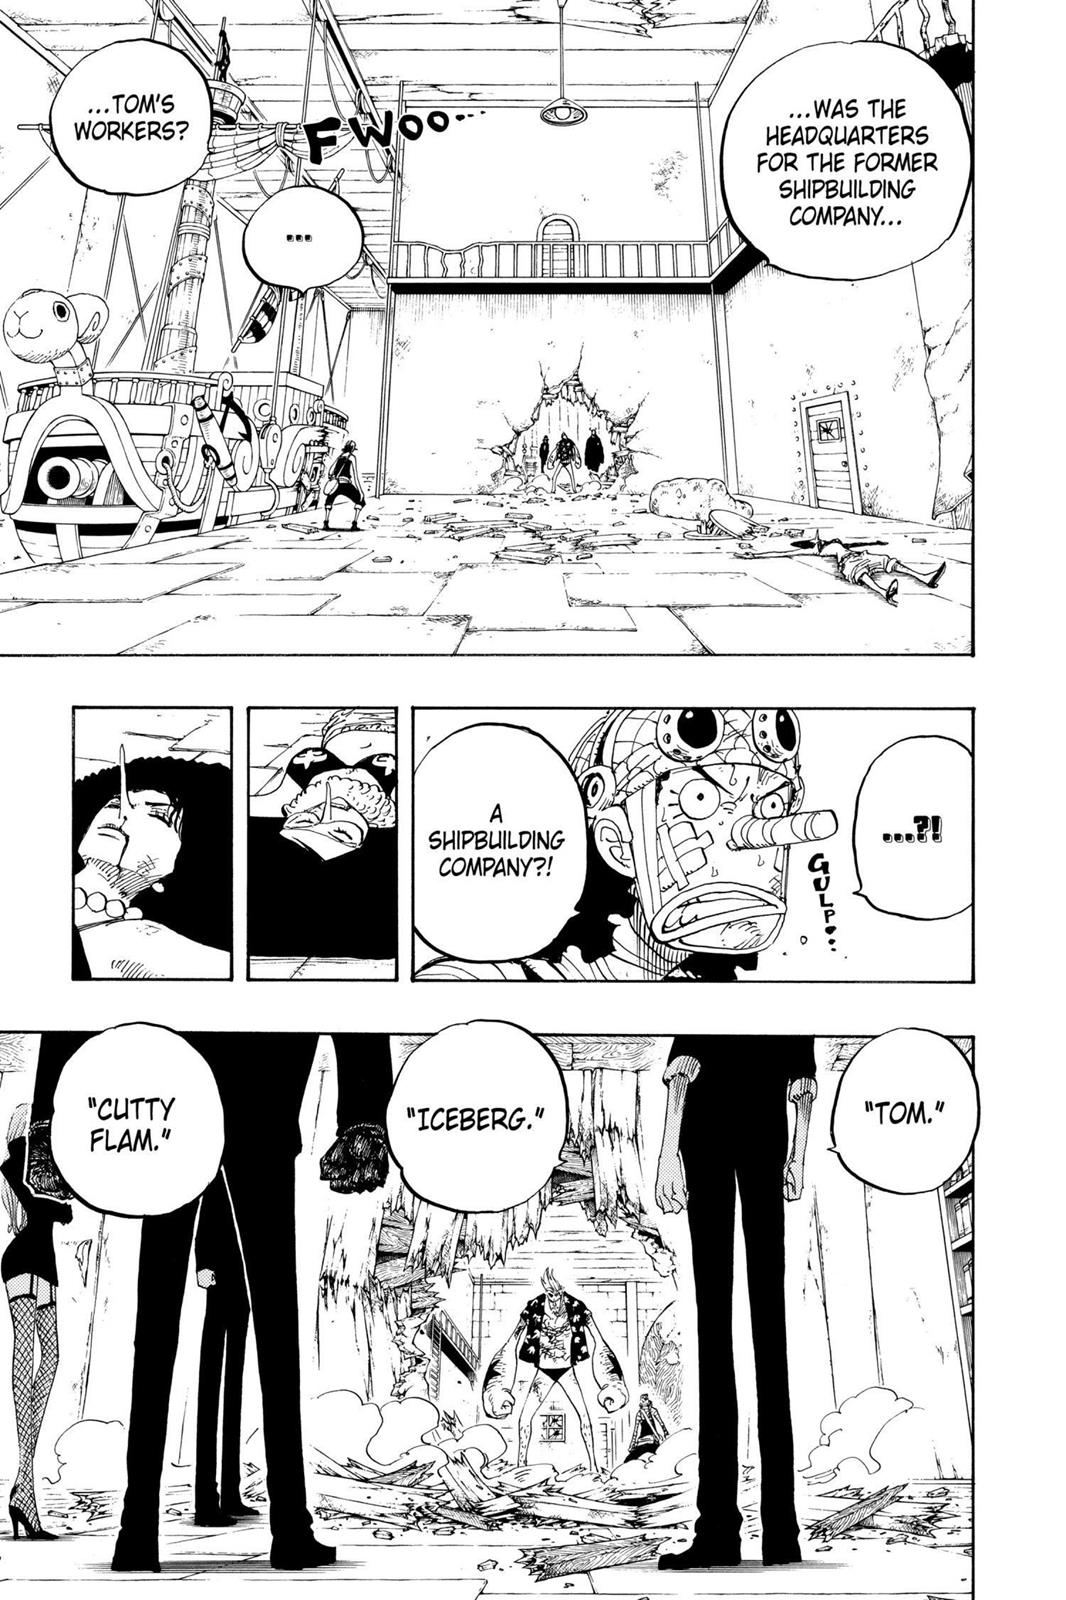 ...WAS THE
HEADQUARTERS
FOR THE FORMER
SHIPBUILDING
COMPANY...
...TOM'S
WORKERS?
FWOO...
...
...?!
GULP...
A
SHIPBUILDING
COMPANY?!
"TOM."
"ICEBERG."
"CUTTY
FLAM."